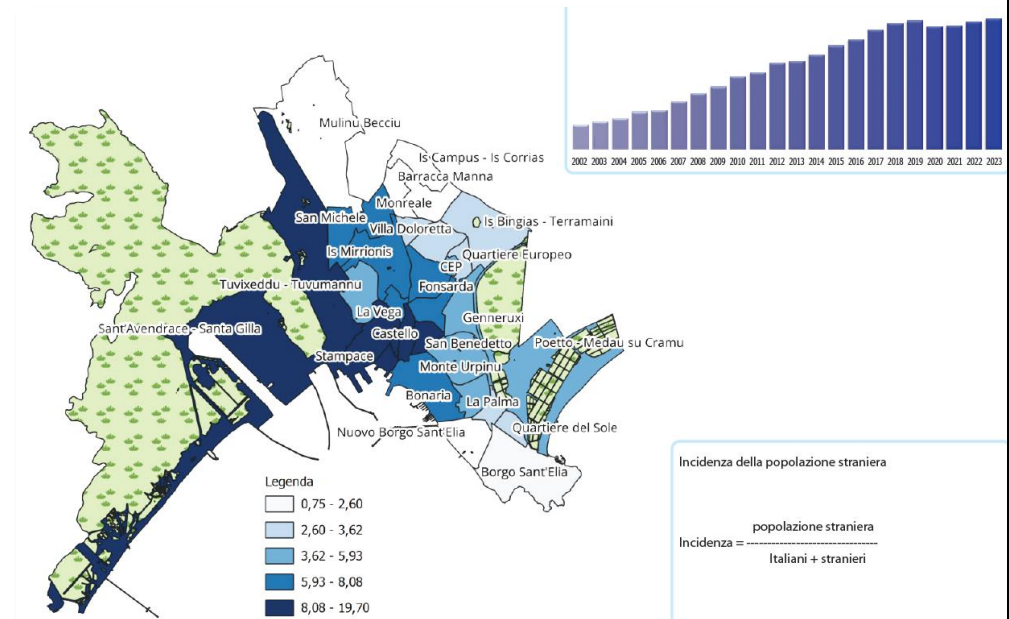 2002 2003 2004 2005 2006 2007 2008 2009 2010 2011 2012 2013 2014 2015 2016 2017 2018 2019 2020 2021 2022 2023
Mulinu Becciu
Is Campus - Is Corrias
Barracca Manna
Monreale
San Michele
Is Bingias - Terramaini
Villa Doloretta
Is Mirrionis
Quartiere Europeo
CEP
Tuvixeddu - Tuvumannu
Fonsarda
La Vega
Genneruxi
Sant'Avendrace - Santa Gilla
Castello
San Benedetto
Poetto - Medau su Cramu
Stampace
Monte Urpinu
Bonaria
La Palma
Quartiere del Sole
Nuovo Borgo Sant'Elia
Borgo Sant'Elia
Legenda
0,75 - 2,60
2,60 - 3,62
3,62 - 5,93
5,93 - 8,08
8,08 - 19,70
Incidenza della popolazione straniera
popolazione straniera
Incidenza = --------------------------------
Italiani + stranieri